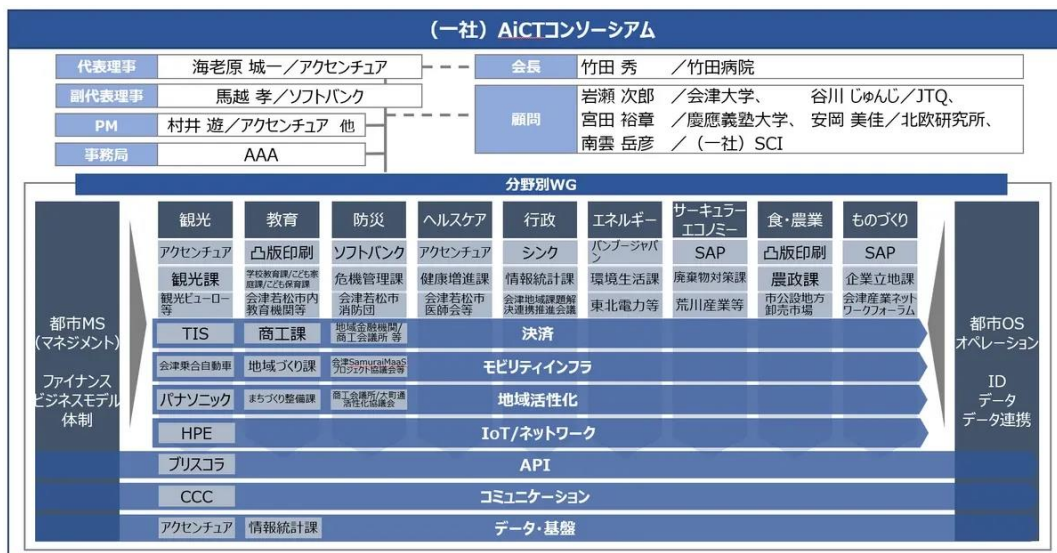 （一社）AiCTコンソーシアム
代表理事
海老原 城一／アクセンチュア
副代表理事
馬越 孝／ソフトバンク
PM
村井 遊／アクセンチュア 他
事務局
AAA
会長
竹田 秀 ／竹田病院
顧問
岩瀬 次郎 ／会津大学、 谷川 じゅんじ／JTQ、
宮田 裕章 ／慶應義塾大学、 安岡 美佳／北欧研究所、
南雲 岳彦 ／（一社）SCI
分野別WG
都市MS
(マネジメント)
ファイナンス
ビジネスモデル
体制
観光
アクセンチュア
観光課
観光ビューロー
等
教育
凸版印刷
学校教育課/こども家
庭課/こども保育課
会津若松市内
教育機関等
防災
ソフトバンク
危機管理課
会津若松市
消防団
ヘルスケア
アクセンチュア
健康増進課
会津若松市
医師会等
行政
シンク
情報統計課
会津地域課題解
決連携推進会議
エネルギー
バンブージャパ
ン
環境生活課
東北電力等
サーキュラー
エコノミー
SAP
廃棄物対策課
荒川産業等
食・農業
凸版印刷
農政課
市公設地方
卸売市場
ものづくり
SAP
企業立地課
会津産業ネット
ワークフォーラム
TIS
商工課
地域金融機関/
商工会議所 等
決済
会津乗合自動車
地域づくり課
会津SamuraiMaaS
プロジェクト協議会等
モビリティインフラ
パナソニック
まちづくり整備課
商工会議所/大町通
活性化協議会
地域活性化
HPE
IoT/ネットワーク
ブリスコラ
API
CCC
コミュニケーション
アクセンチュア
情報統計課
データ・基盤
都市OS
オペレーション
ID
データ
データ連携